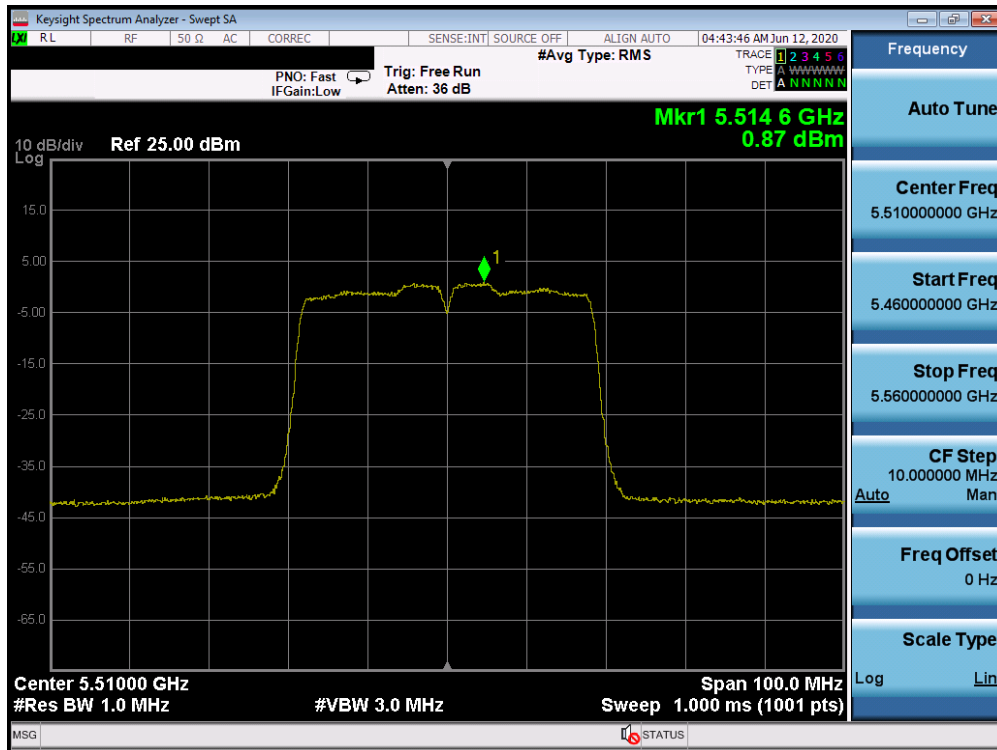 Keysight Spectrum Analyzer - Swept SA
LXI RL RF 50 Ω AC CORREC SENSE:INT SOURCE OFF ALIGN AUTO 04:43:46 AM Jun 12, 2020
#Avg Type: RMS
TRACE 1 2 3 4 5 6
PNO: Fast Trig: Free Run
TYPE A WWWWW
IFGain:Low Atten: 36 dB
DET A N N N N N
Mkr1 5.514 6 GHz
0.87 dBm
10 dB/div Ref 25.00 dBm
Log
15.0
5.00
-5.00
-15.0
-25.0
-35.0
-45.0
-55.0
-65.0
1
Center 5.51000 GHz Span 100.0 MHz
#Res BW 1.0 MHz #VBW 3.0 MHz Sweep 1.000 ms (1001 pts)
MSG STATUS
Frequency
Auto Tune
Center Freq
5.510000000 GHz
Start Freq
5.460000000 GHz
Stop Freq
5.560000000 GHz
CF Step
10.000000 MHz
Auto Man
Freq Offset
0 Hz
Scale Type
Log Lin